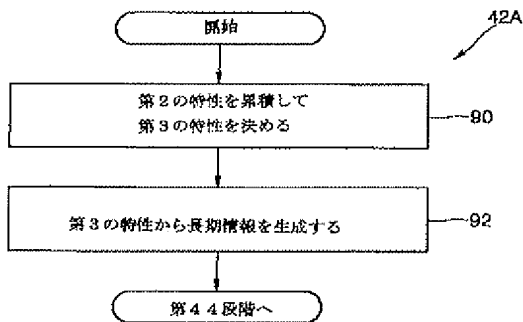 開始
42A
第2の特性を累積して
第3の特性を決める
90
第3の特性から長期情報を生成する
92
第44段階へ